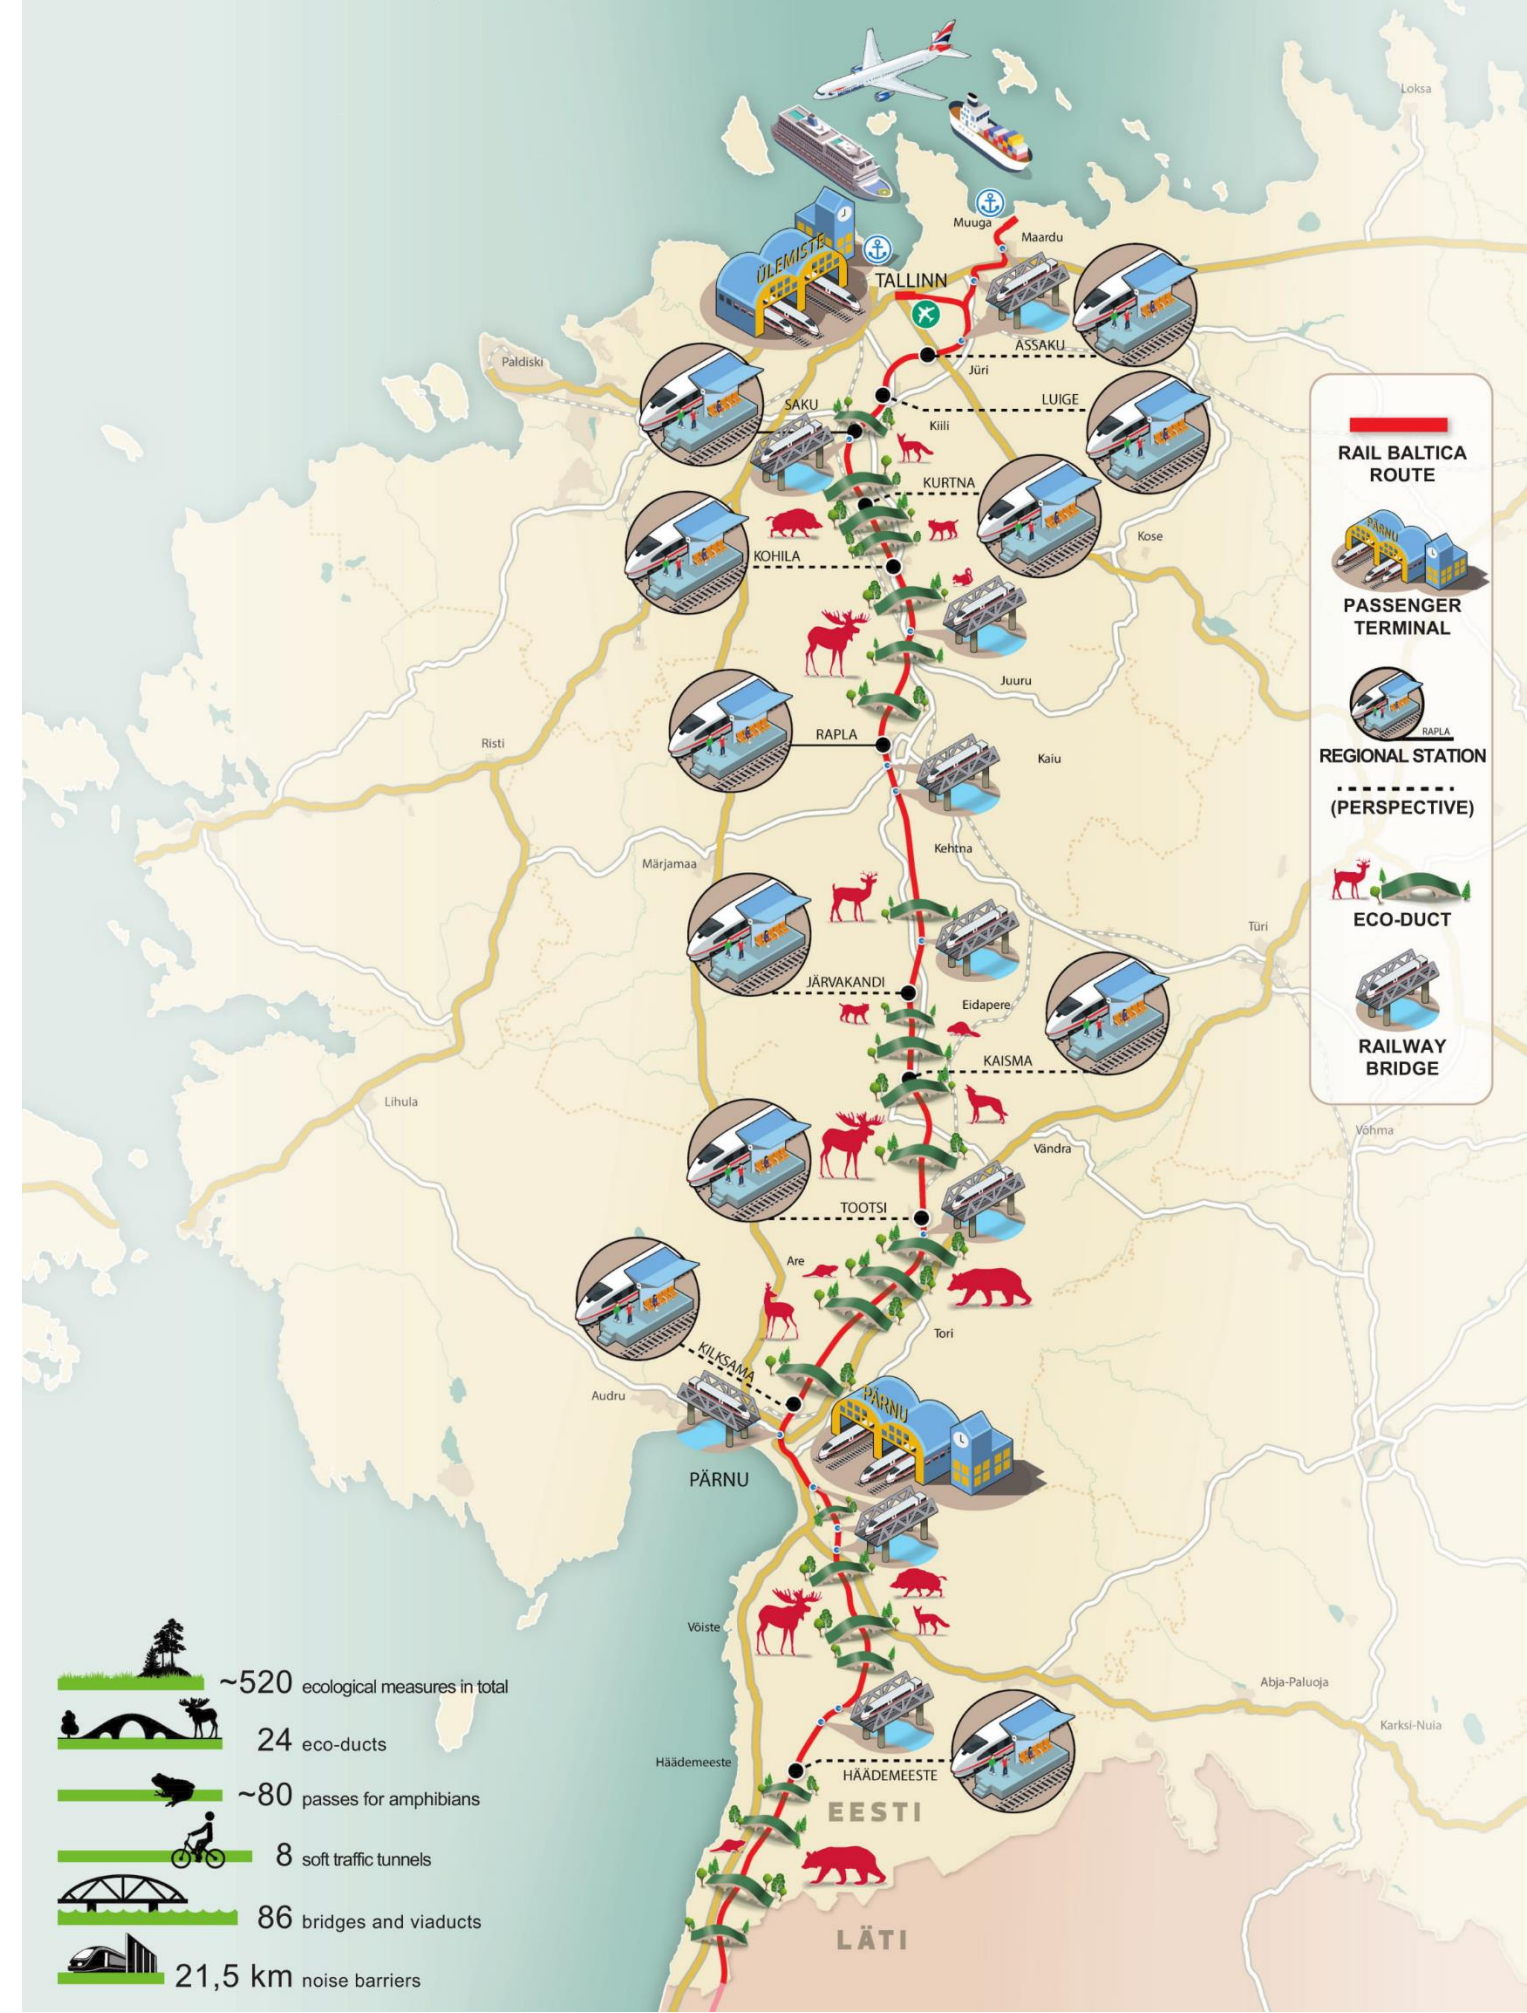 Loksa
Muuga
Maardu
ÜLEMISTE
TALLINN
ASSAKU
Paldiski
Jüri
LUIGE
SAKU
Kiili
KURTNA
Kose
KOHILA
Juuru
RAPLA
Risti
Kaiu
Kehtna
Märjamaa
Türi
JÄRVAKANDI
Eidapere
KAISMA
Lihula
Võhma
Vändra
TOOTSI
Are
Tori
KILKSAMA
Audru
PÄRNU
PÄRNU
Võiste
Abja-Paluoja
Karksi-Nuia
Häädemeeste
HÄÄDEMEESTE
EESTI
LÄTI
RAIL BALTICA
ROUTE
PÄRNU
PASSENGER
TERMINAL
RAPLA
REGIONAL STATION
(PERSPECTIVE)
ECO-DUCT
RAILWAY
BRIDGE
~520 ecological measures in total
24 eco-ducts
~80 passes for amphibians
8 soft traffic tunnels
86 bridges and viaducts
21,5 km noise barriers